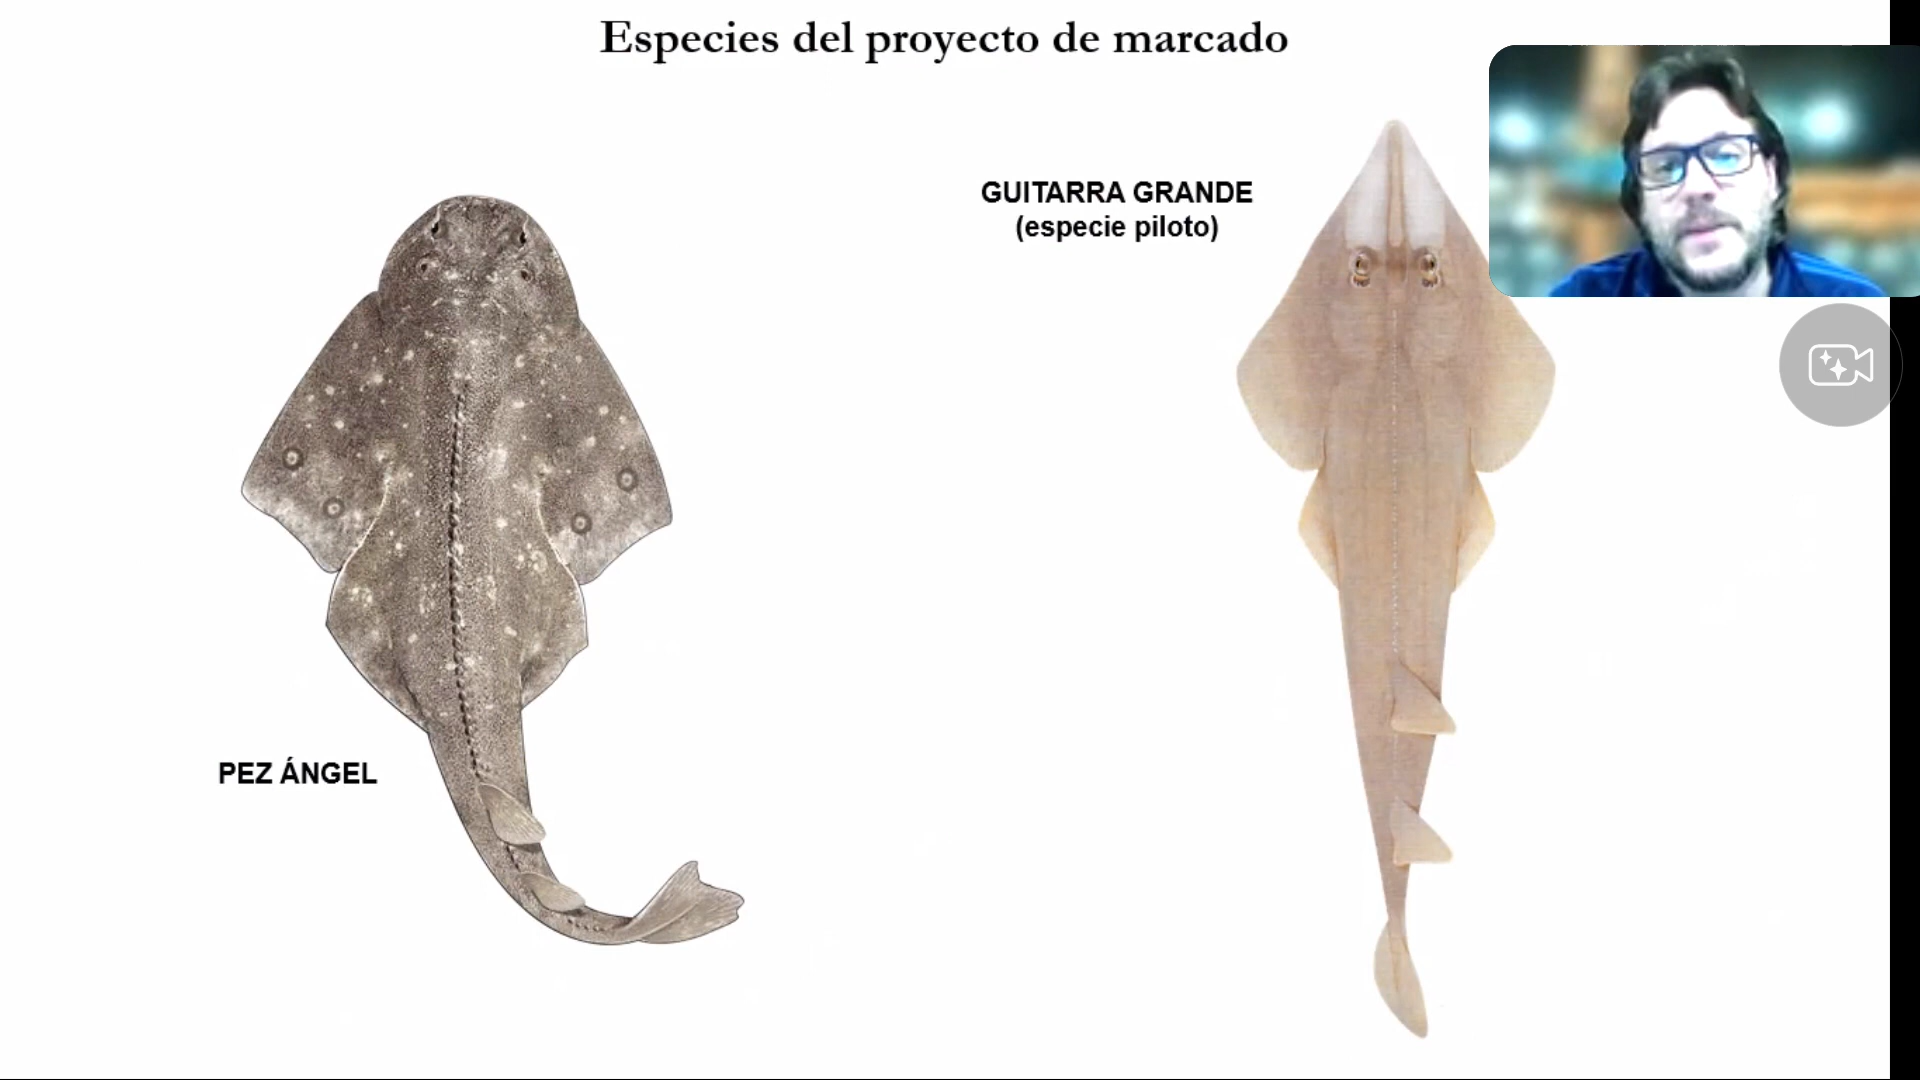 Especies del proyecto de marcado
GUITARRA GRANDE
(especie piloto)
PEZ ÁNGEL